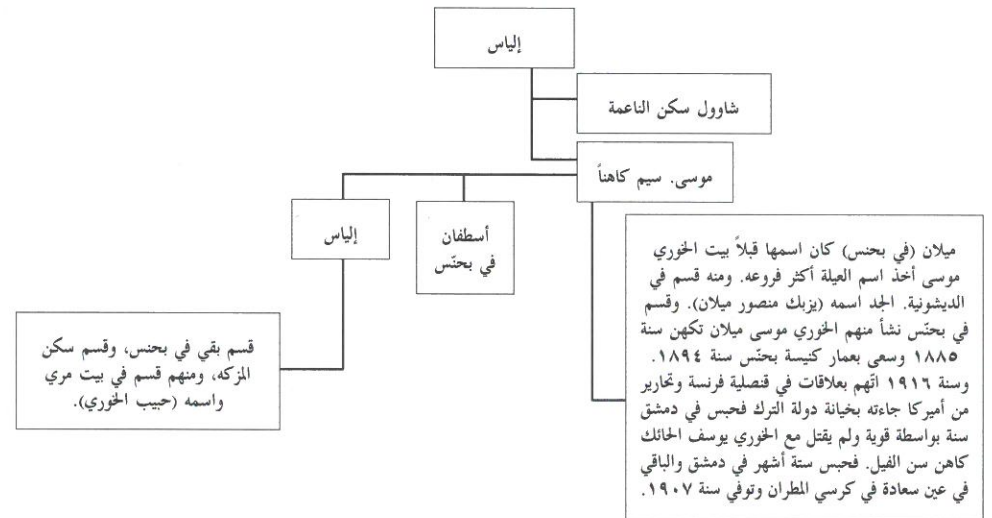 إلياس
شاوول سكن الناعمة
موسى. سيم كاهناً
إلياس
أسطفان
في بحنّس
ميلان (في بحنس) كان اسمها قبلاً بيت الخوري
موسى أخذ اسم العيلة أكثر فروعه. ومنه قسم في
الديشونية. الجد اسمه (يزبك منصور ميلان). وقسم
في بحنّس نشأ منهم الخوري موسى ميلان تكهن سنة
١٨٨٥ وسعى بعمار كنيسة بحنّس سنة ١٨٩٤.
وسنة ١٩١٦ اتّهم بعلاقات في قنصلية فرنسة وتحارير
من أميركا جاءته بخيانة دولة الترك فحبس في دمشق
سنة بواسطة قوية ولم يقتل مع الخوري يوسف الحائك
كاهن سن الفيل. فحبس ستة أشهر في دمشق والباقي
في عين سعادة في كرسي المطران وتوفي سنة ١٩٠٧.
قسم بقي في بحنس، وقسم سكن
المزكه، ومنهم قسم في بيت مري
واسمه (حبيب الخوري).